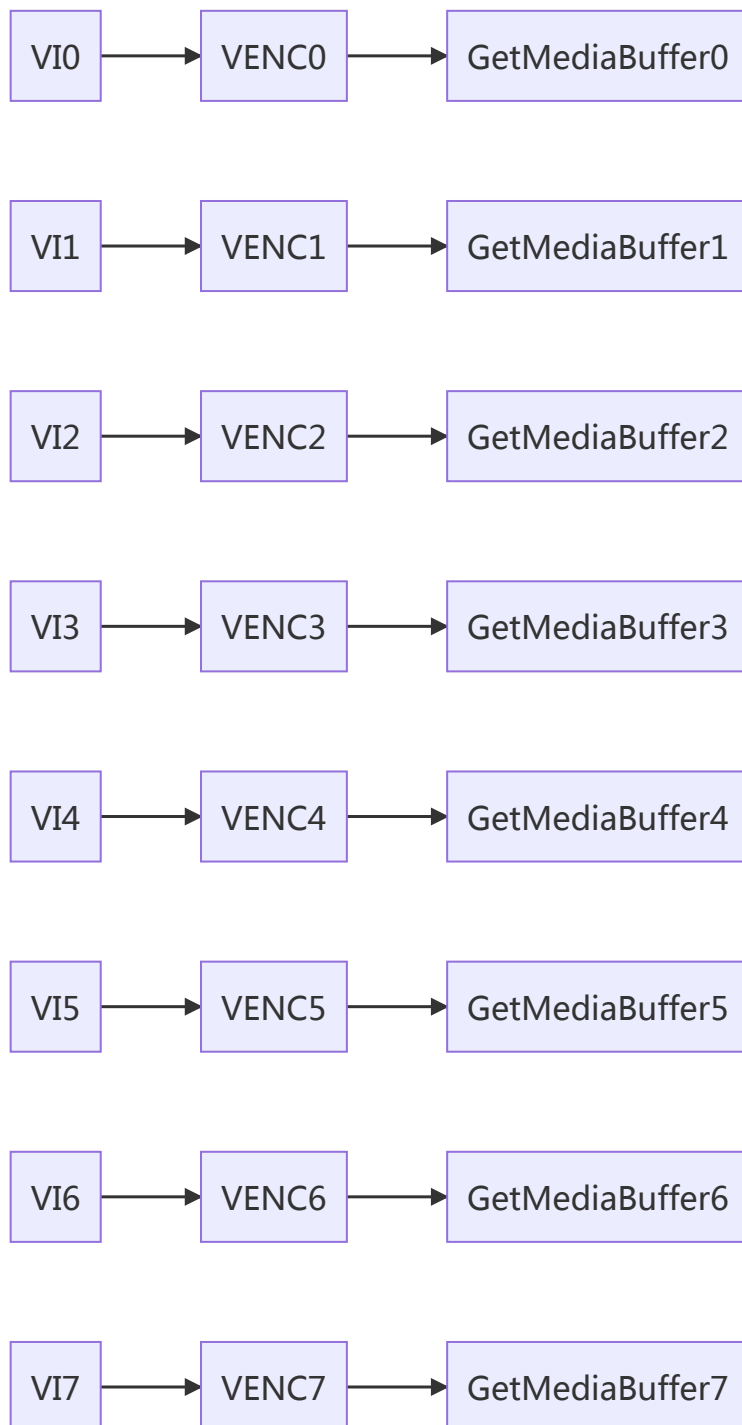 VI0 VENC0 GetMediaBuffer0
VI1 VENC1 GetMediaBuffer1
VI2 VENC2 GetMediaBuffer2
VI3 VENC3 GetMediaBuffer3
VI4 VENC4 GetMediaBuffer4
VI5 VENC5 GetMediaBuffer5
VI6 VENC6 GetMediaBuffer6
VI7 VENC7 GetMediaBuffer7